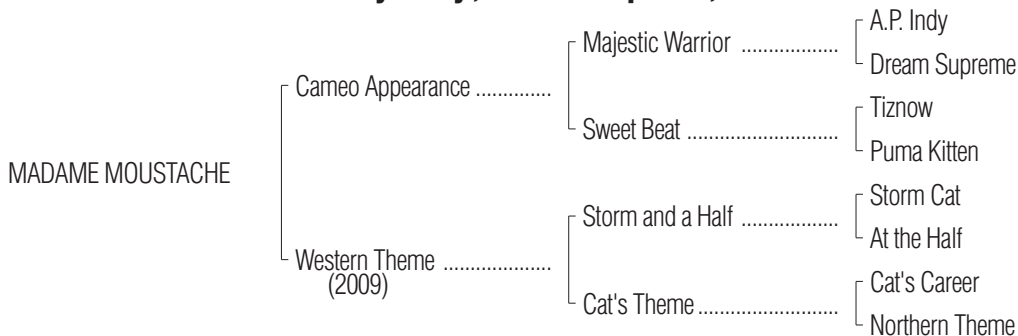 A.P. Indy
Majestic Warrior ..................
Dream Supreme
Cameo Appearance ..............
Tiznow
Sweet Beat ............................
Puma Kitten
MADAME MOUSTACHE
Storm Cat
Storm and a Half ..................
At the Half
Western Theme ....................
(2009)
Cat's Career
Cat's Theme ..........................
Northern Theme